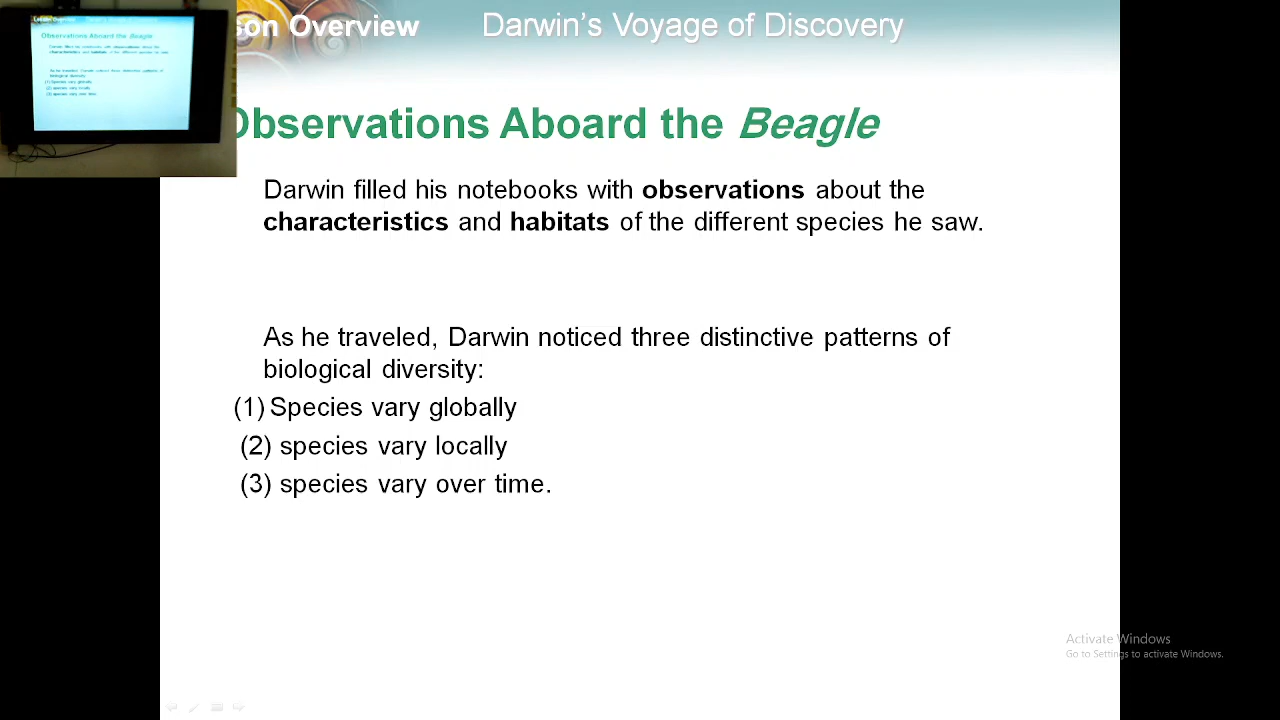 son Overview Darwin's Voyage of Discovery
Observations Aboard the Beagle
Darwin filled his notebooks with observations about the
characteristics and habitats of the different species he saw.
As he traveled, Darwin noticed three distinctive patterns of
biological diversity:
(1) Species vary globally
(2) species vary locally
(3) species vary over time.
Activate Windows
Go to Settings to activate Windows.